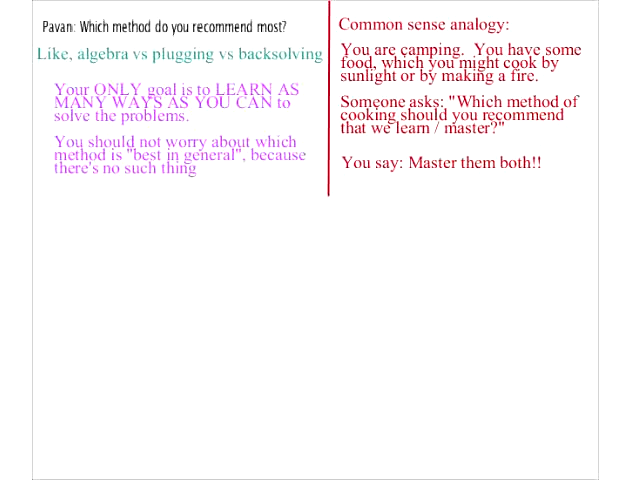 Pavan: Which method do you recommend most?
Like, algebra vs plugging vs backsolving
Your ONLY goal is to LEARN AS
MANY WAYS AS YOU CAN to
solve the problems.
You should not worry about which
method is "best in general", because
there's no such thing
Common sense analogy:
You are camping. You have some
food, which you might cook by
sunlight or by making a fire.
Someone asks: "Which method of
cooking should you recommend
that we learn / master?"
You say: Master them both!!